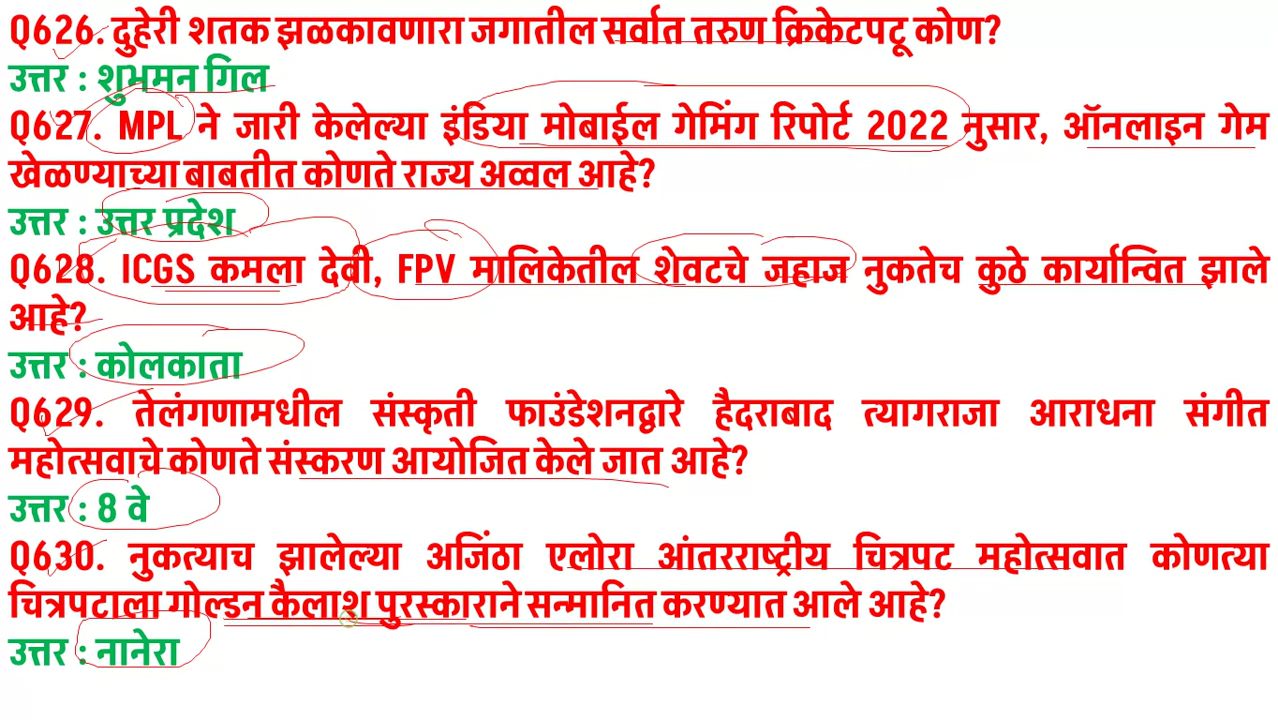 Q626. दुहेरी शतक झळकावणारा जगातील सर्वात तरुण क्रिकेटपटू कोण?
उत्तर : शुभमन गिल
Q627. MPL ने जारी केलेल्या इंडिया मोबाईल गेमिंग रिपोर्ट 2022 नुसार, ऑनलाइन गेम
खेळण्याच्या बाबतीत कोणते राज्य अव्वल आहे?
उत्तर : उत्तर प्रदेश
Q628. ICGS कमला देवी, FPV मालिकेतील शेवटचे जहाज नुकतेच कुठे कार्यान्वित झाले
आहे?
उत्तर : कोलकाता
Q629. तेलंगणामधील संस्कृती फाउंडेशनद्वारे हैदराबाद त्यागराजा आराधना संगीत
महोत्सवाचे कोणते संस्करण आयोजित केले जात आहे?
उत्तर : 8 वे
Q630. नुकत्याच झालेल्या अजिंठा एलोरा आंतरराष्ट्रीय चित्रपट महोत्सवात कोणत्या
चित्रपटाला गोल्डन कैलाश पुरस्काराने सन्मानित करण्यात आले आहे?
उत्तर : नानेरा